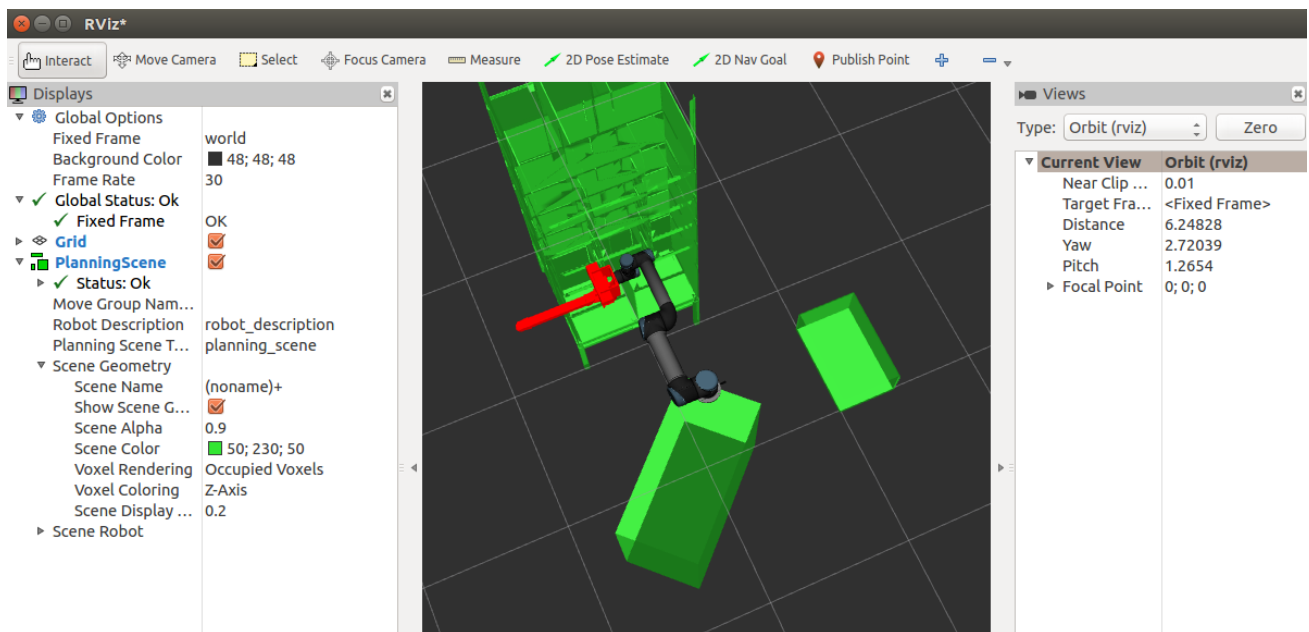 RViz*
Interact Move Camera Select Focus Camera Measure 2D Pose Estimate 2D Nav Goal Publish Point
Displays
Global Options
Fixed Frame world
Background Color 48; 48; 48
Frame Rate 30
Global Status: Ok
Fixed Frame OK
Grid
PlanningScene
Status: Ok
Move Group Nam...
Robot Description robot_description
Planning Scene T... planning_scene
Scene Geometry
Scene Name (noname)+
Show Scene G...
Scene Alpha 0.9
Scene Color 50; 230; 50
Voxel Rendering Occupied Voxels
Voxel Coloring Z-Axis
Scene Display ... 0.2
Scene Robot
Views
Type: Orbit (rviz) Zero
Current View Orbit (rviz)
Near Clip ... 0.01
Target Fra... <Fixed Frame>
Distance 6.24828
Yaw 2.72039
Pitch 1.2654
Focal Point 0; 0; 0